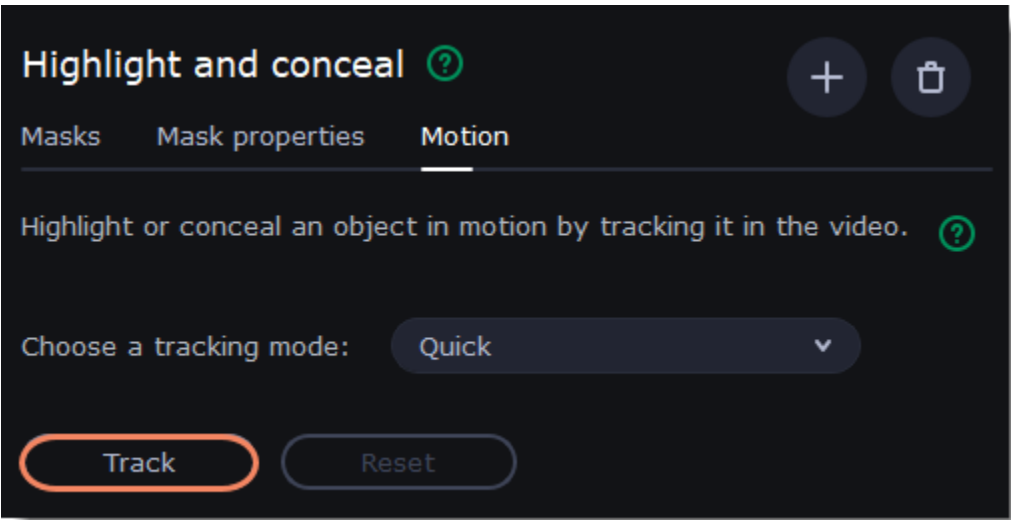 Highlight and conceal ?
Masks Mask properties Motion
Highlight or conceal an object in motion by tracking it in the video. ?
Choose a tracking mode: Quick
Track Reset